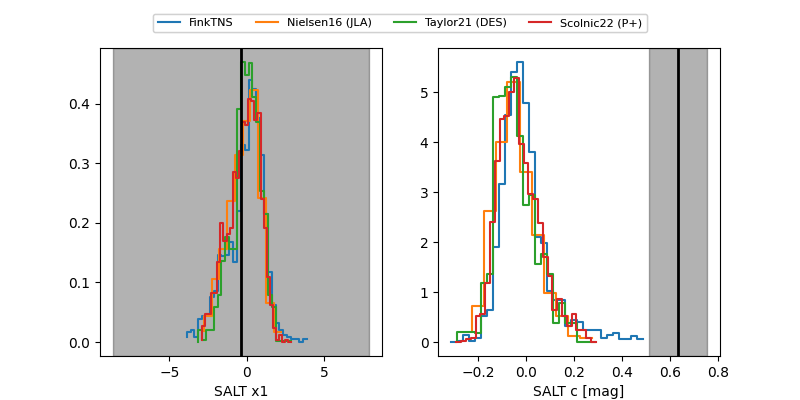 FinkTNS Nielsen16 (JLA) Taylor21 (DES) Scolnic22 (P+)
0.4
0.3
0.2
0.1
0.0
−5 0 5
SALT x1
5
4
3
2
1
0
−0.2 0.0 0.2 0.4 0.6 0.8
SALT c [mag]